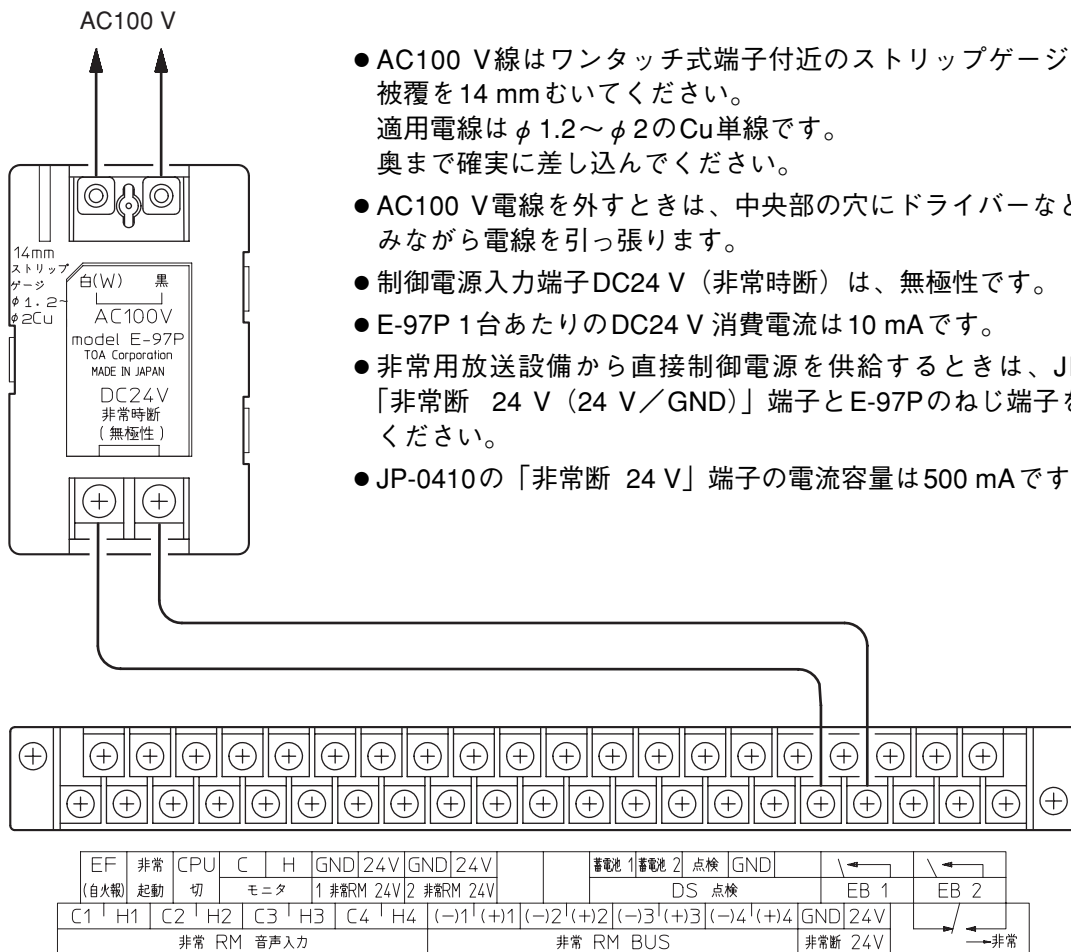 AC100 V
● AC100 V線はワンタッチ式端子付近のストリップゲージ
被覆を14 mmむいてください。
適用電線はφ1.2～φ2のCu単線です。
奥まで確実に差し込んでください。
● AC100 V電線を外すときは、中央部の穴にドライバーなど
みながら電線を引っ張ります。
● 制御電源入力端子DC24 V（非常時断）は、無極性です。
● E-97P 1台あたりのDC24 V 消費電流は10 mAです。
● 非常用放送設備から直接制御電源を供給するときは、J
「非常断 24 V（24 V／GND）」端子とE-97Pのねじ端子を
ください。
● JP-0410の「非常断 24 V」端子の電流容量は500 mAです
14mm
ストリップ
ゲージ
φ1.2~
φ2Cu
白(W) 黒
AC100V
model E-97P
TOA Corporation
MADE IN JAPAN
DC24V
非常時断
(無極性)
EF 非常 CPU C H GND 24V GND 24V 蓄電池 1 蓄電池 2 点検 GND
(自火報) 起動 切 モニタ 1 非常RM 24V 2 非常RM 24V DS 点検 EB 1 EB 2
C1 H1 C2 H2 C3 H3 C4 H4 (-)1 (+)1 (-)2 (+)2 (-)3 (+)3 (-)4 (+)4 GND 24V
非常 RM 音声入力 非常 RM BUS 非常断 24V 非常